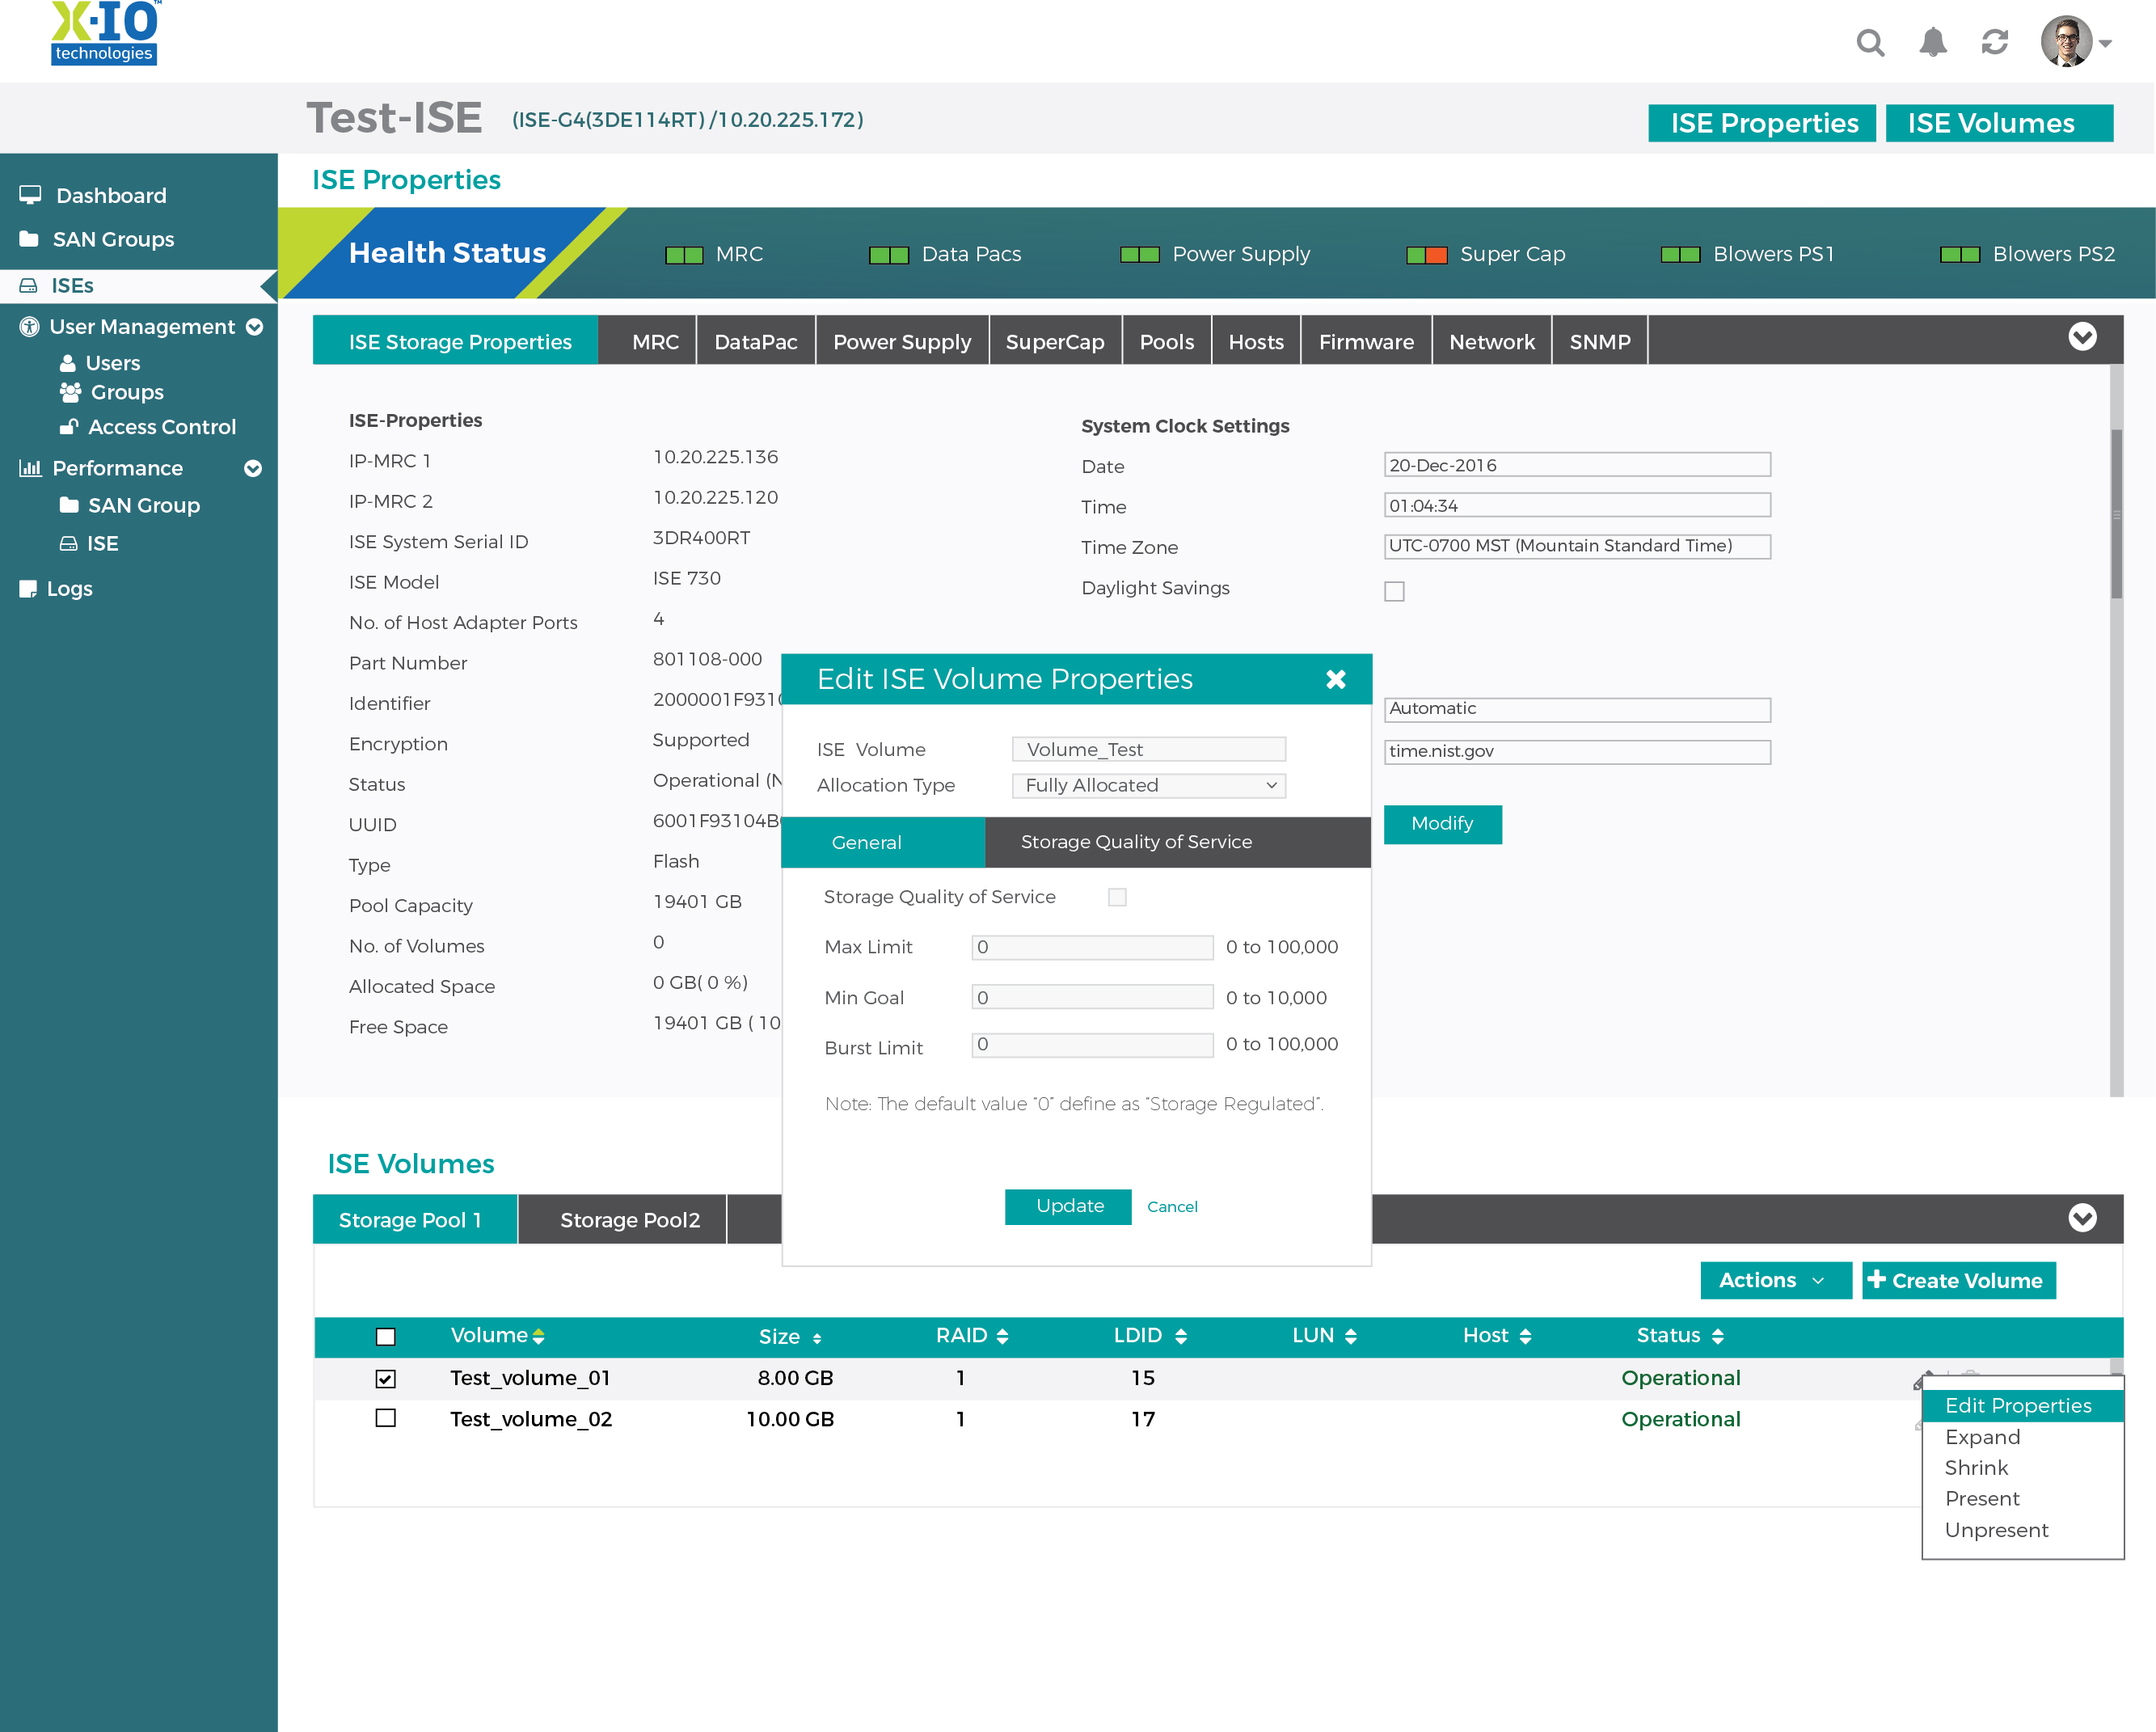 X-IO™
technologies
Test-ISE (ISE-G4(3DE114RT) /10.20.225.172)
ISE Properties ISE Volumes
Dashboard
SAN Groups
ISEs
User Management
Users
Groups
Access Control
Performance
SAN Group
ISE
Logs
ISE Properties
Health Status MRC Data Pacs Power Supply Super Cap Blowers PS1 Blowers PS2
ISE Storage Properties MRC DataPac Power Supply SuperCap Pools Hosts Firmware Network SNMP
ISE-Properties
IP-MRC 1 10.20.225.136
IP-MRC 2 10.20.225.120
ISE System Serial ID 3DR400RT
ISE Model ISE 730
No. of Host Adapter Ports 4
Part Number 801108-000
Identifier 2000001F9310
Encryption Supported
Status Operational (N
UUID 6001F93104B
Type Flash
Pool Capacity 19401 GB
No. of Volumes 0
Allocated Space 0 GB( 0 %)
Free Space 19401 GB ( 10
System Clock Settings
Date 20-Dec-2016
Time 01:04:34
Time Zone UTC-0700 MST (Mountain Standard Time)
Daylight Savings
Automatic
time.nist.gov
Modify
Edit ISE Volume Properties
ISE Volume Volume_Test
Allocation Type Fully Allocated
General Storage Quality of Service
Storage Quality of Service
Max Limit 0 0 to 100,000
Min Goal 0 0 to 10,000
Burst Limit 0 0 to 100,000
Note: The default value “0” define as “Storage Regulated”.
Update Cancel
ISE Volumes
Storage Pool 1 Storage Pool2
Actions Create Volume
Volume Size RAID LDID LUN Host Status
Test_volume_01 8.00 GB 1 15 Operational
Test_volume_02 10.00 GB 1 17 Operational
Edit Properties
Expand
Shrink
Present
Unpresent